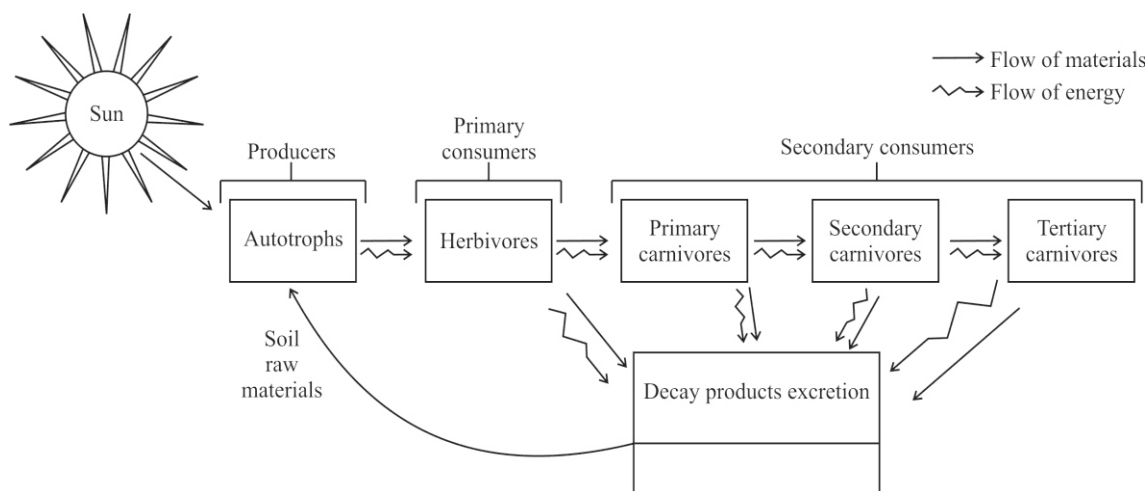 Sun
Flow of materials
Flow of energy
Producers
Primary
consumers
Secondary consumers
Autotrophs
Herbivores
Primary
carnivores
Secondary
carnivores
Tertiary
carnivores
Soil
raw
materials
Decay products excretion